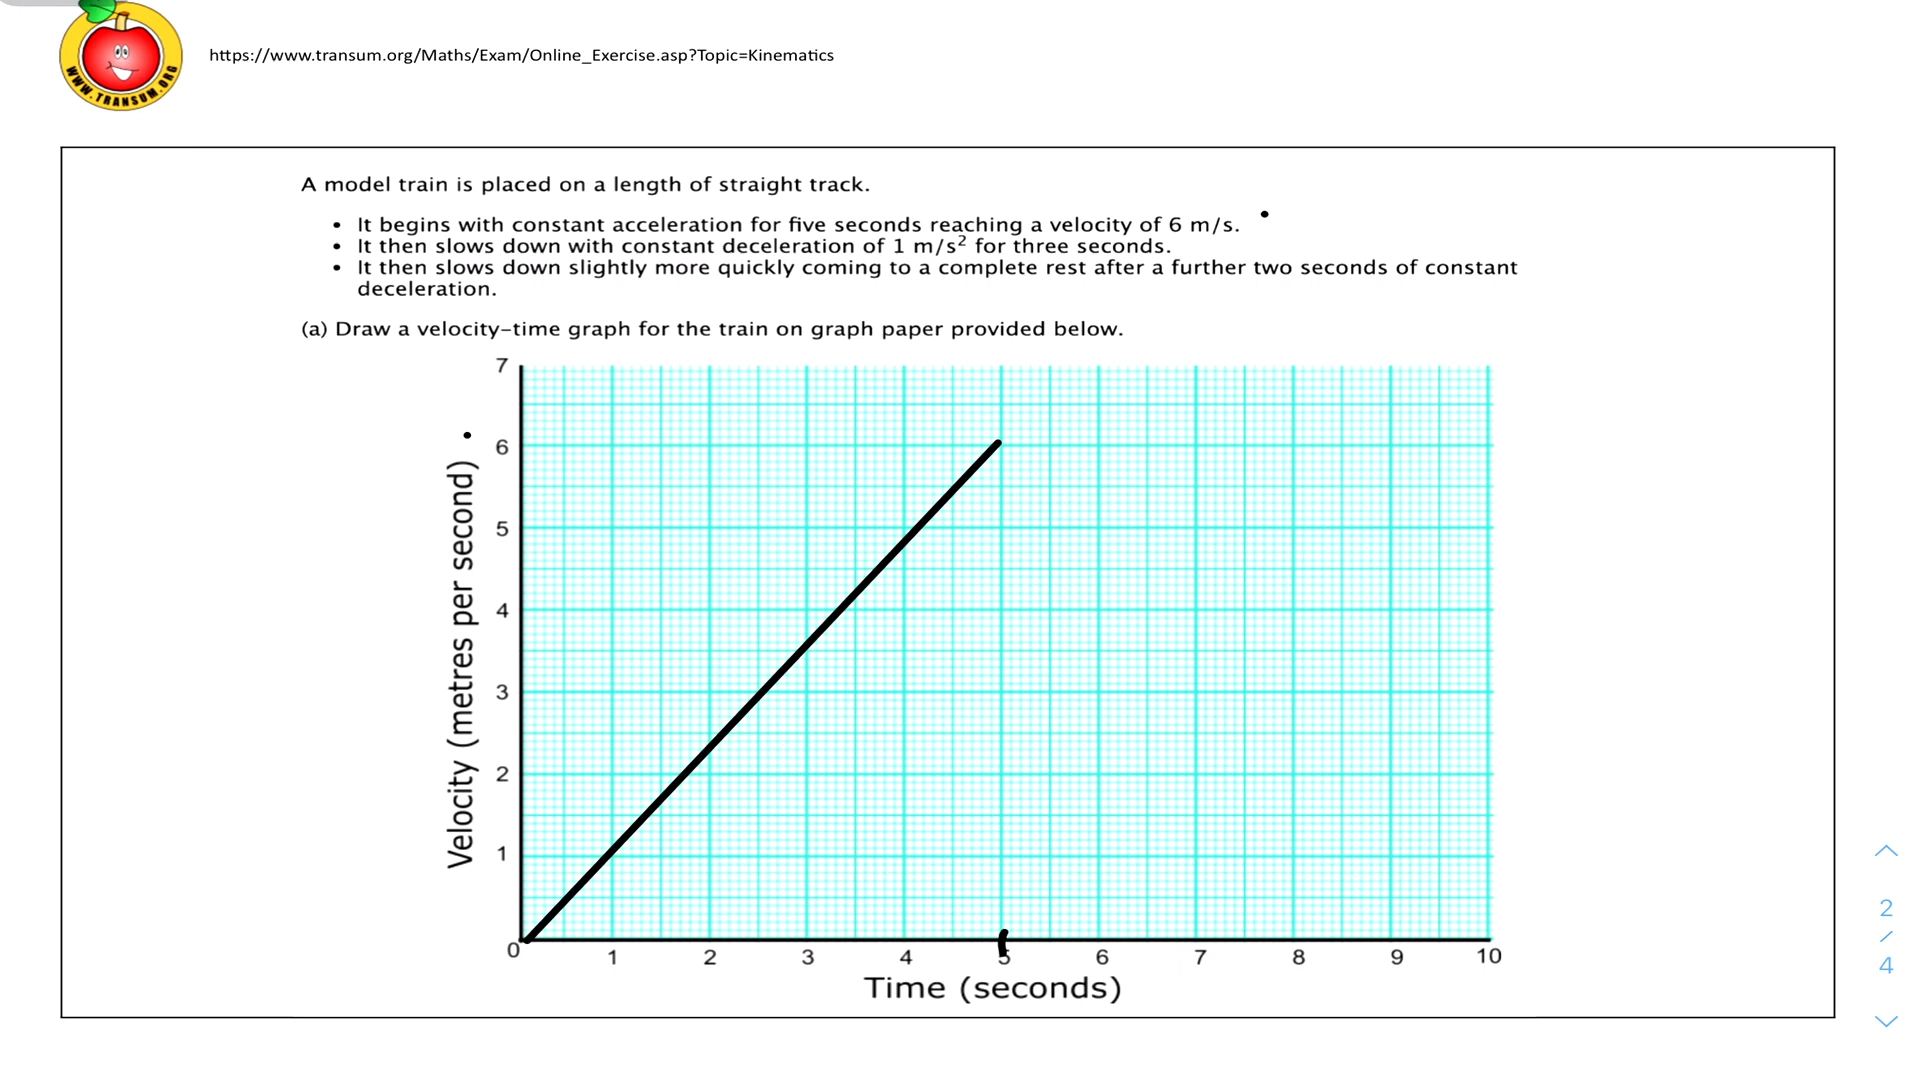 WWW.TRANSUM.ORG
https://www.transum.org/Maths/Exam/Online_Exercise.asp?Topic=Kinematics
A model train is placed on a length of straight track.
• It begins with constant acceleration for five seconds reaching a velocity of 6 m/s.
• It then slows down with constant deceleration of 1 m/s² for three seconds.
• It then slows down slightly more quickly coming to a complete rest after a further two seconds of constant
deceleration.
(a) Draw a velocity–time graph for the train on graph paper provided below.
7
6
5
4
3
2
1
0
Velocity (metres per second)
1 2 3 4 5 6 7 8 9 10
Time (seconds)
2
/
4